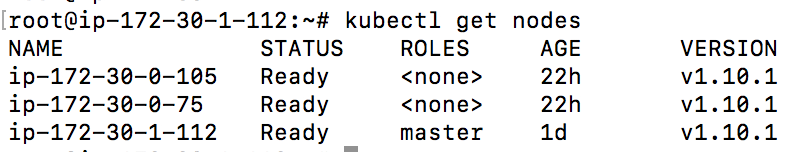 [root@ip-172-30-1-112:~# kubectl get nodes
NAME STATUS ROLES AGE VERSION
ip-172-30-0-105 Ready <none> 22h v1.10.1
ip-172-30-0-75 Ready <none> 22h v1.10.1
ip-172-30-1-112 Ready master 1d v1.10.1